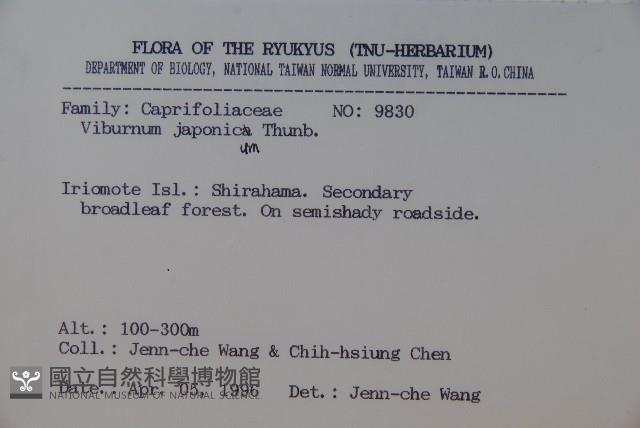 FLORA OF THE RYUKYUS (TNU-HERBARIUM)
DEPARTMENT OF BIOLOGY, NATIONAL TAIWAN NORMAL UNIVERSITY, TAIWAN R.O.CHINA
Family: Caprifoliaceae NO: 9830
Viburnum japonica Thunb.
um
Iriomote Isl.: Shirahama. Secondary
broadleaf forest. On semishady roadside.
Alt.: 100-300m
Coll.: Jenn-che Wang & Chih-hsiung Chen
國立自然科學博物館
Date.: Apr. 05, 1996 Det.: Jenn-che Wang
NATIONAL MUSEUM OF NATURAL SCIENCE